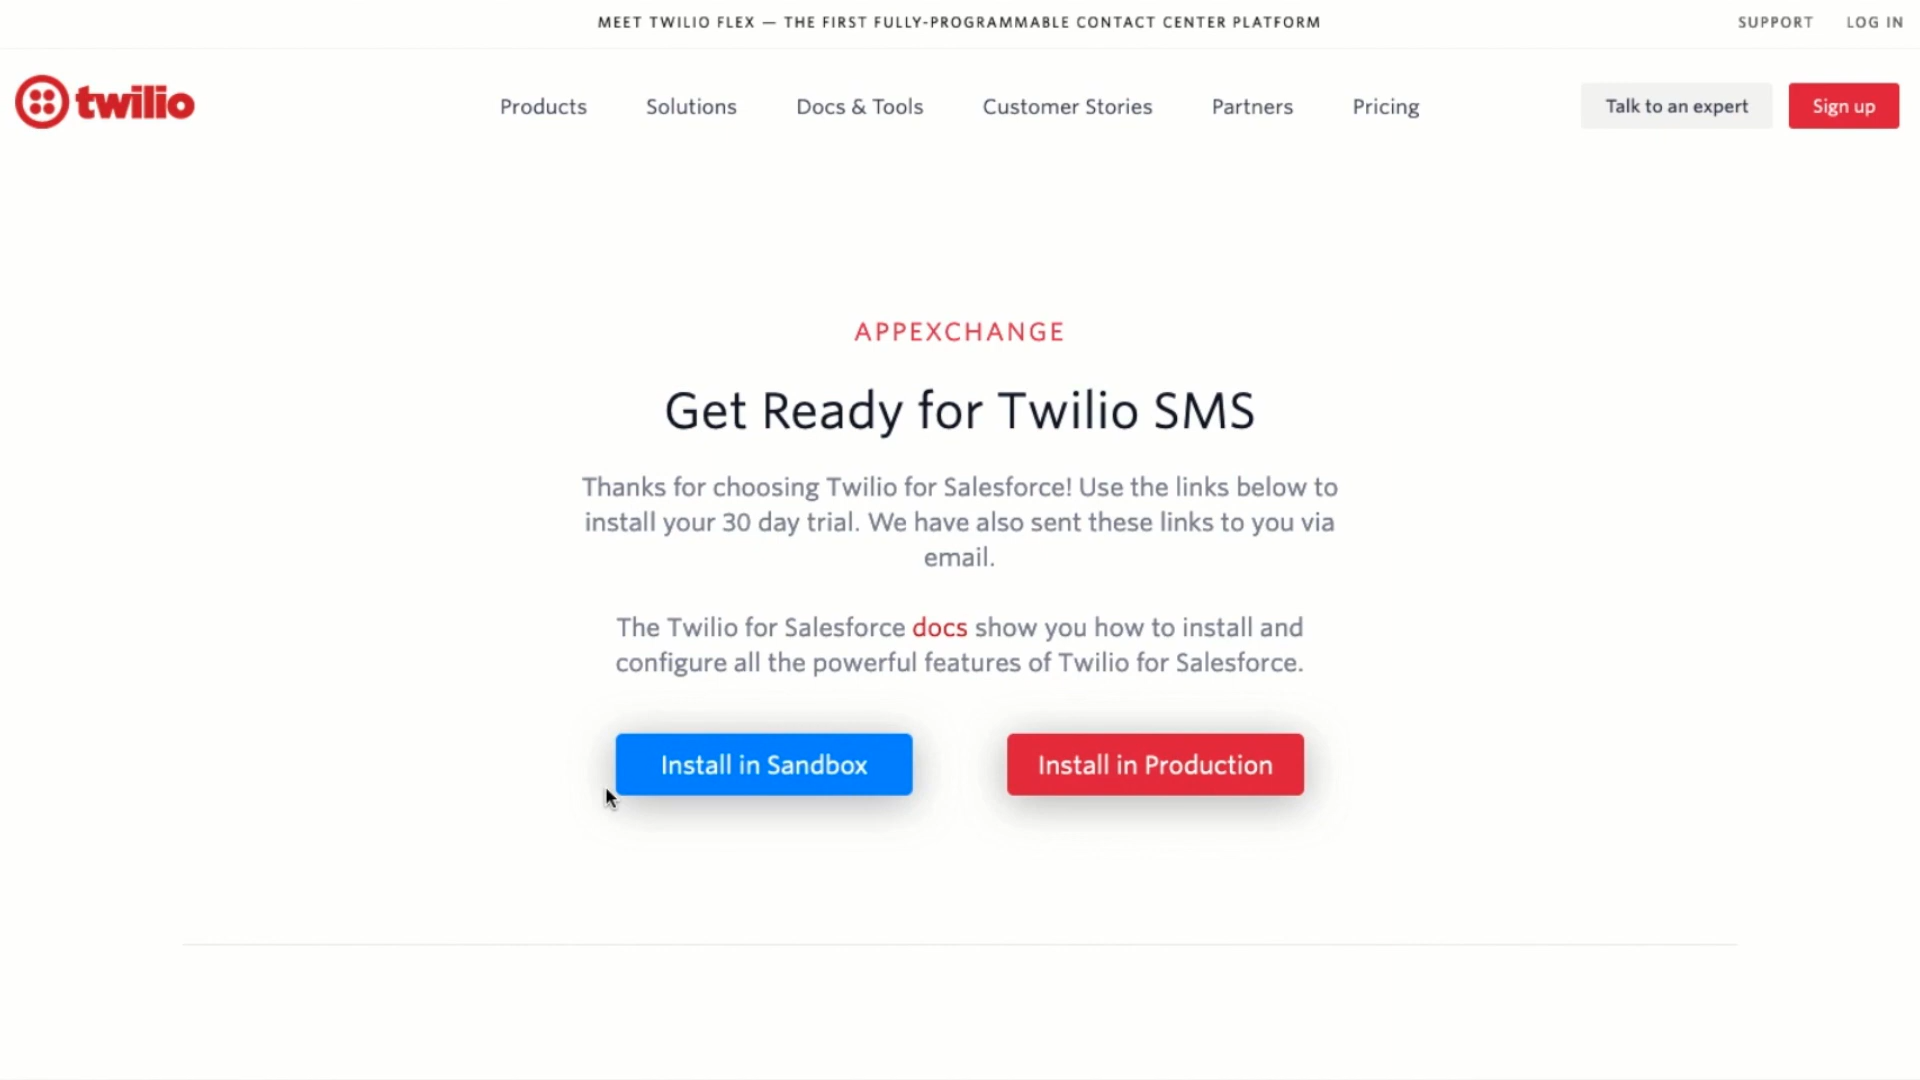 MEET TWILIO FLEX — THE FIRST FULLY-PROGRAMMABLE CONTACT CENTER PLATFORM
SUPPORT
LOG IN
twilio
Products
Solutions
Docs & Tools
Customer Stories
Partners
Pricing
Talk to an expert
Sign up
APPEXCHANGE
Get Ready for Twilio SMS
Thanks for choosing Twilio for Salesforce! Use the links below to
install your 30 day trial. We have also sent these links to you via
email.
The Twilio for Salesforce docs show you how to install and
configure all the powerful features of Twilio for Salesforce.
Install in Sandbox
Install in Production